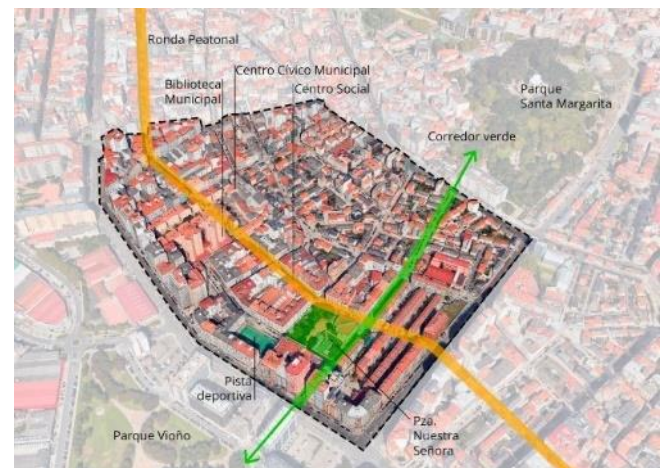 Ronda Peatonal
Centro Cívico Municipal
Biblioteca
Municipal
Centro Social
Parque
Santa Margarita
Corredor verde
Pista
deportiva
Pza.
Nuestra
Señora
Parque Vioño